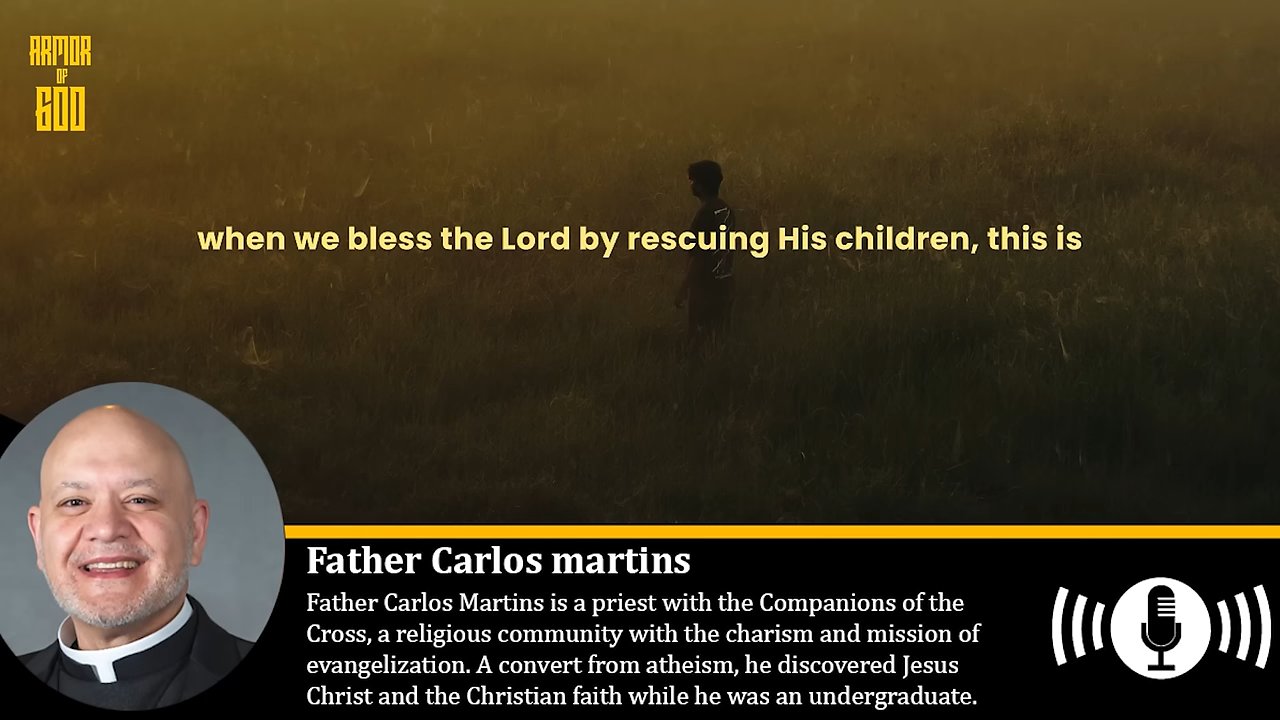 ARMOR
OF
GOD
when we bless the Lord by rescuing His children, this is
Father Carlos martins
Father Carlos Martins is a priest with the Companions of the
Cross, a religious community with the charism and mission of
evangelization. A convert from atheism, he discovered Jesus
Christ and the Christian faith while he was an undergraduate.